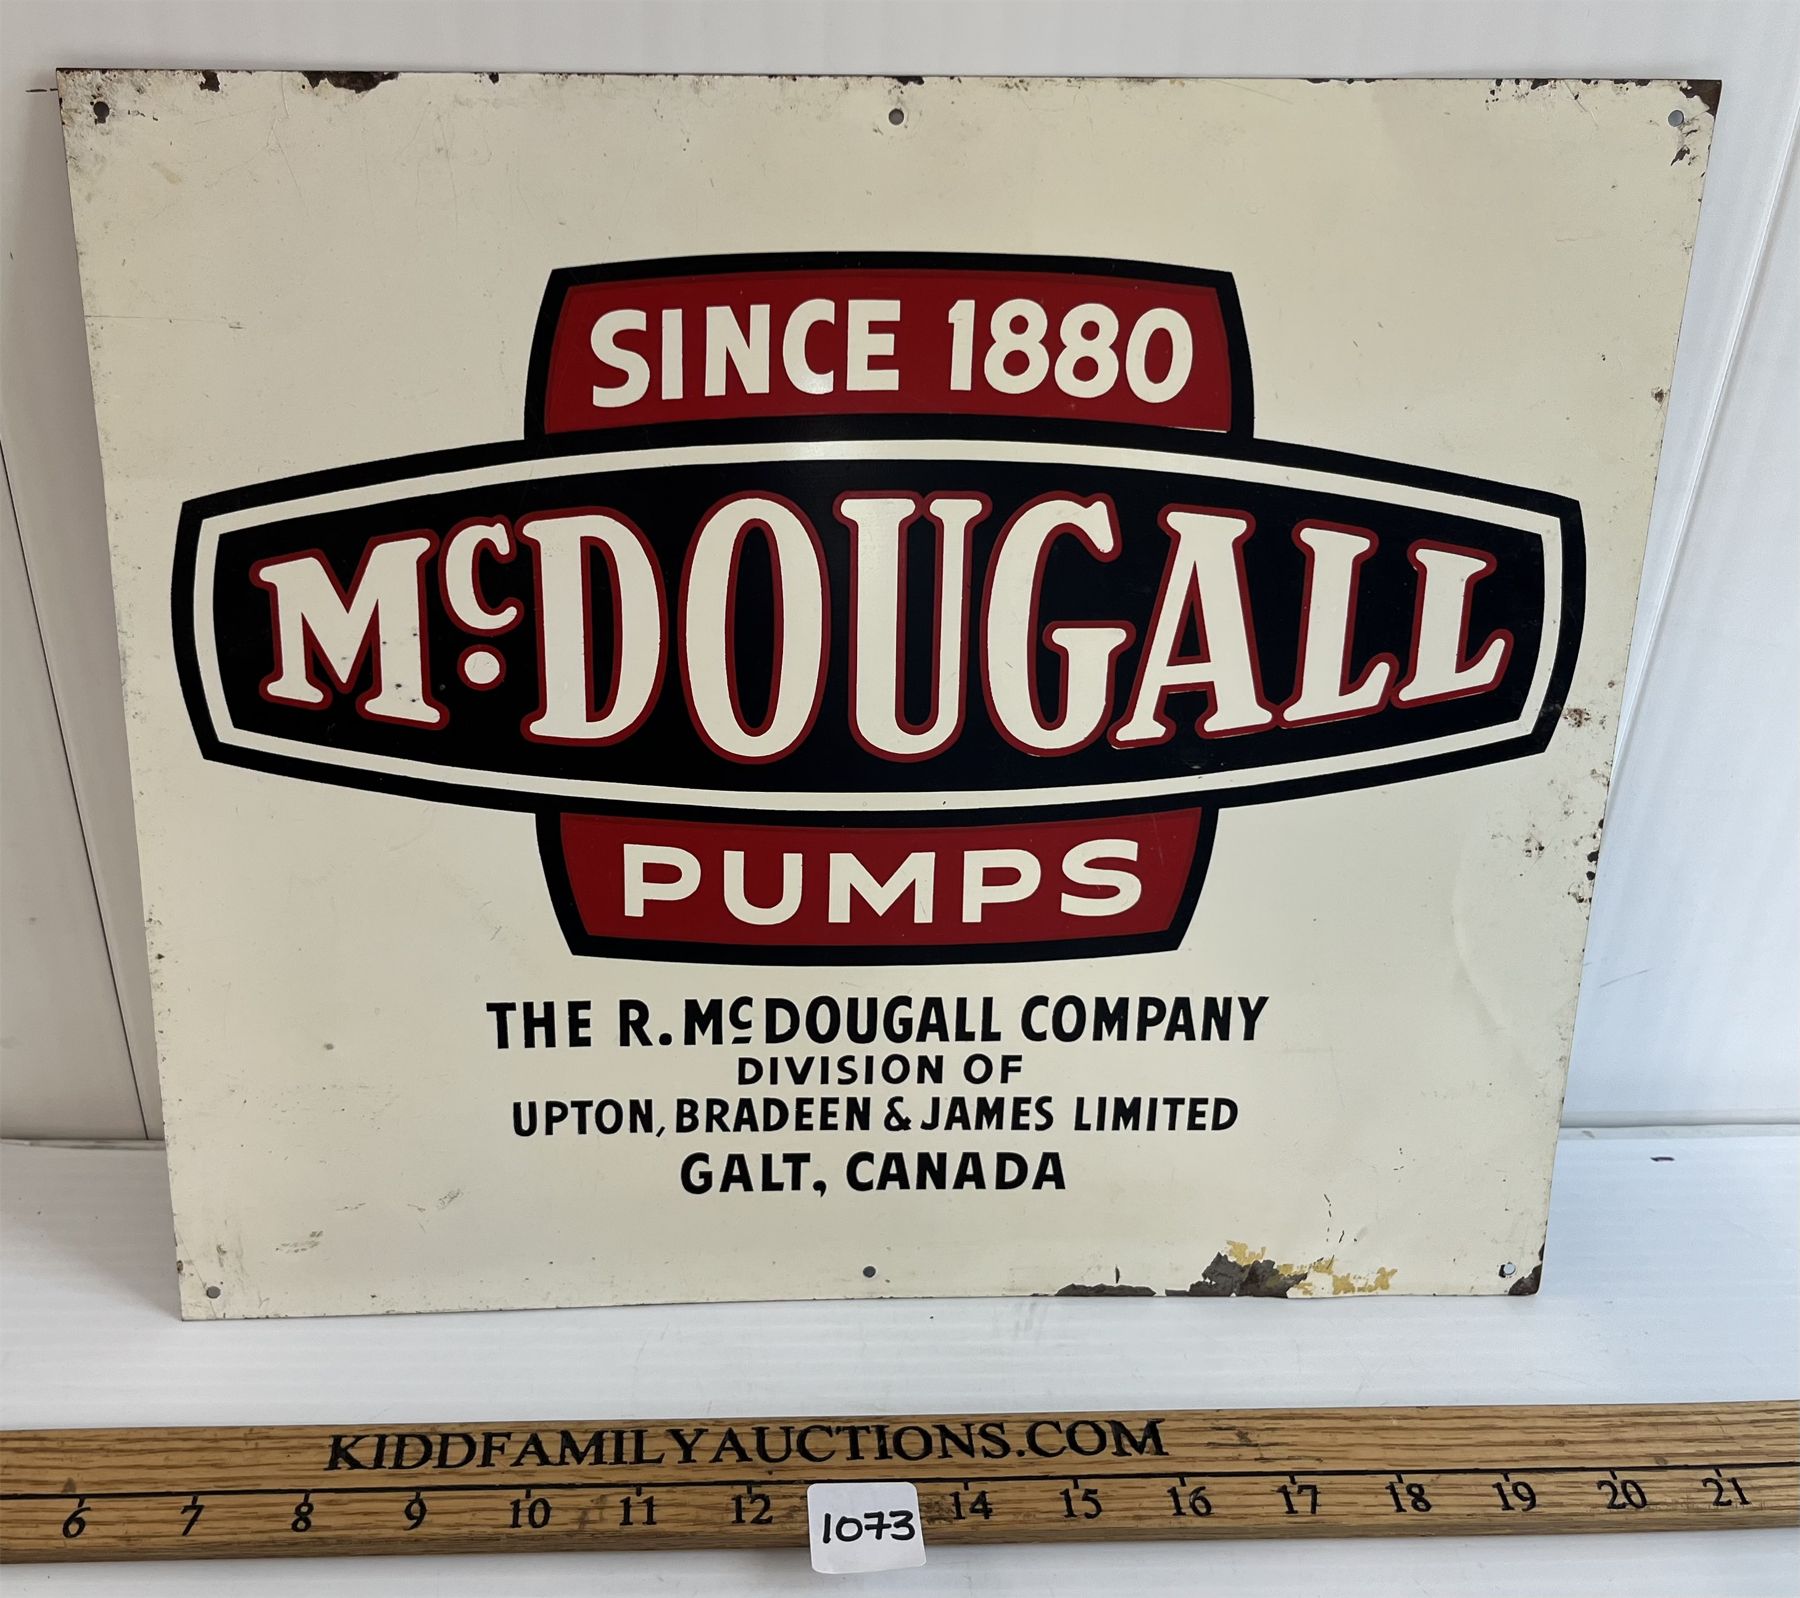 SINCE 1880
McDOUGALL
PUMPS
THE R. McDOUGALL COMPANY
DIVISION OF
UPTON, BRADEEN & JAMES LIMITED
GALT, CANADA
KIDDFAMILYAUCTIONS.COM
6 7 8 9 10 11 12 14 15 16 17 18 19 20 21
1073